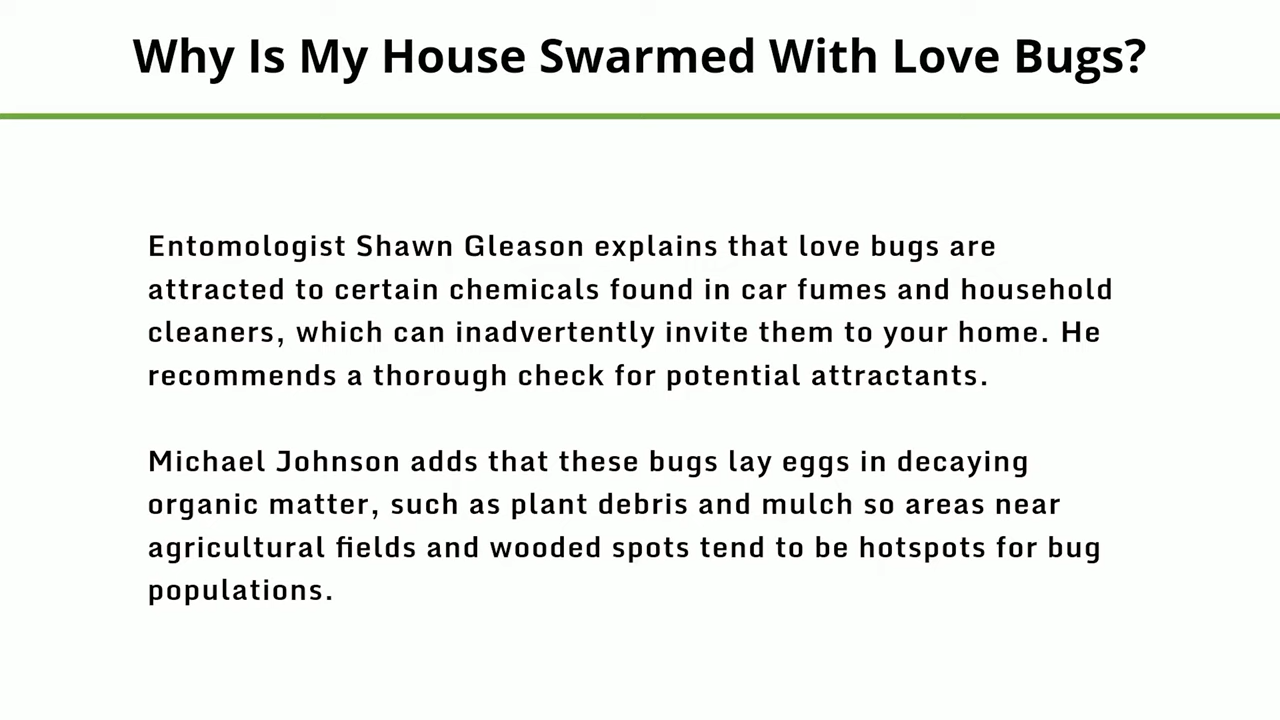 Why Is My House Swarmed With Love Bugs?
Entomologist Shawn Gleason explains that love bugs are
attracted to certain chemicals found in car fumes and household
cleaners, which can inadvertently invite them to your home. He
recommends a thorough check for potential attractants.
Michael Johnson adds that these bugs lay eggs in decaying
organic matter, such as plant debris and mulch so areas near
agricultural fields and wooded spots tend to be hotspots for bug
populations.